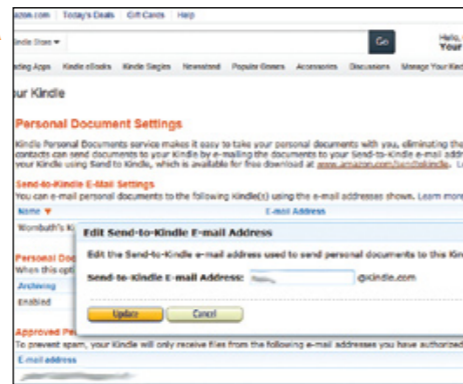 azon.com Today's Deals Gift Cards Help
Kindle Store Go Hello,
Your
ding Apps Kindle eBooks Kindle Singles Newsstand Popular Games Accessories Discussions Manage Your Kind
ur Kindle
Personal Document Settings
Kindle Personal Documents service makes it easy to take your personal documents with you, eliminating the
contacts can send documents to your Kindle by e-mailing the documents to your Send-to-Kindle e-mail addr
your Kindle using Send to Kindle, which is available for free download at www.amazon.com/sendtokindle. L
Send-to-Kindle E-Mail Settings
You can e-mail personal documents to the following Kindle(s) using the e-mail addresses shown. Learn more
Name E-mail Address
Wombuth's K
Edit Send-to-Kindle E-mail Address
Edit the Send-to-Kindle e-mail address used to send personal documents to this Kin
Personal Doc
When this opti
Send-to-Kindle E-mail Address: @Kindle.com
Archiving
Enabled
Update Cancel
Approved Pe
To prevent spam, your Kindle will only receive files from the following e-mail addresses you have authorized
E-mail address